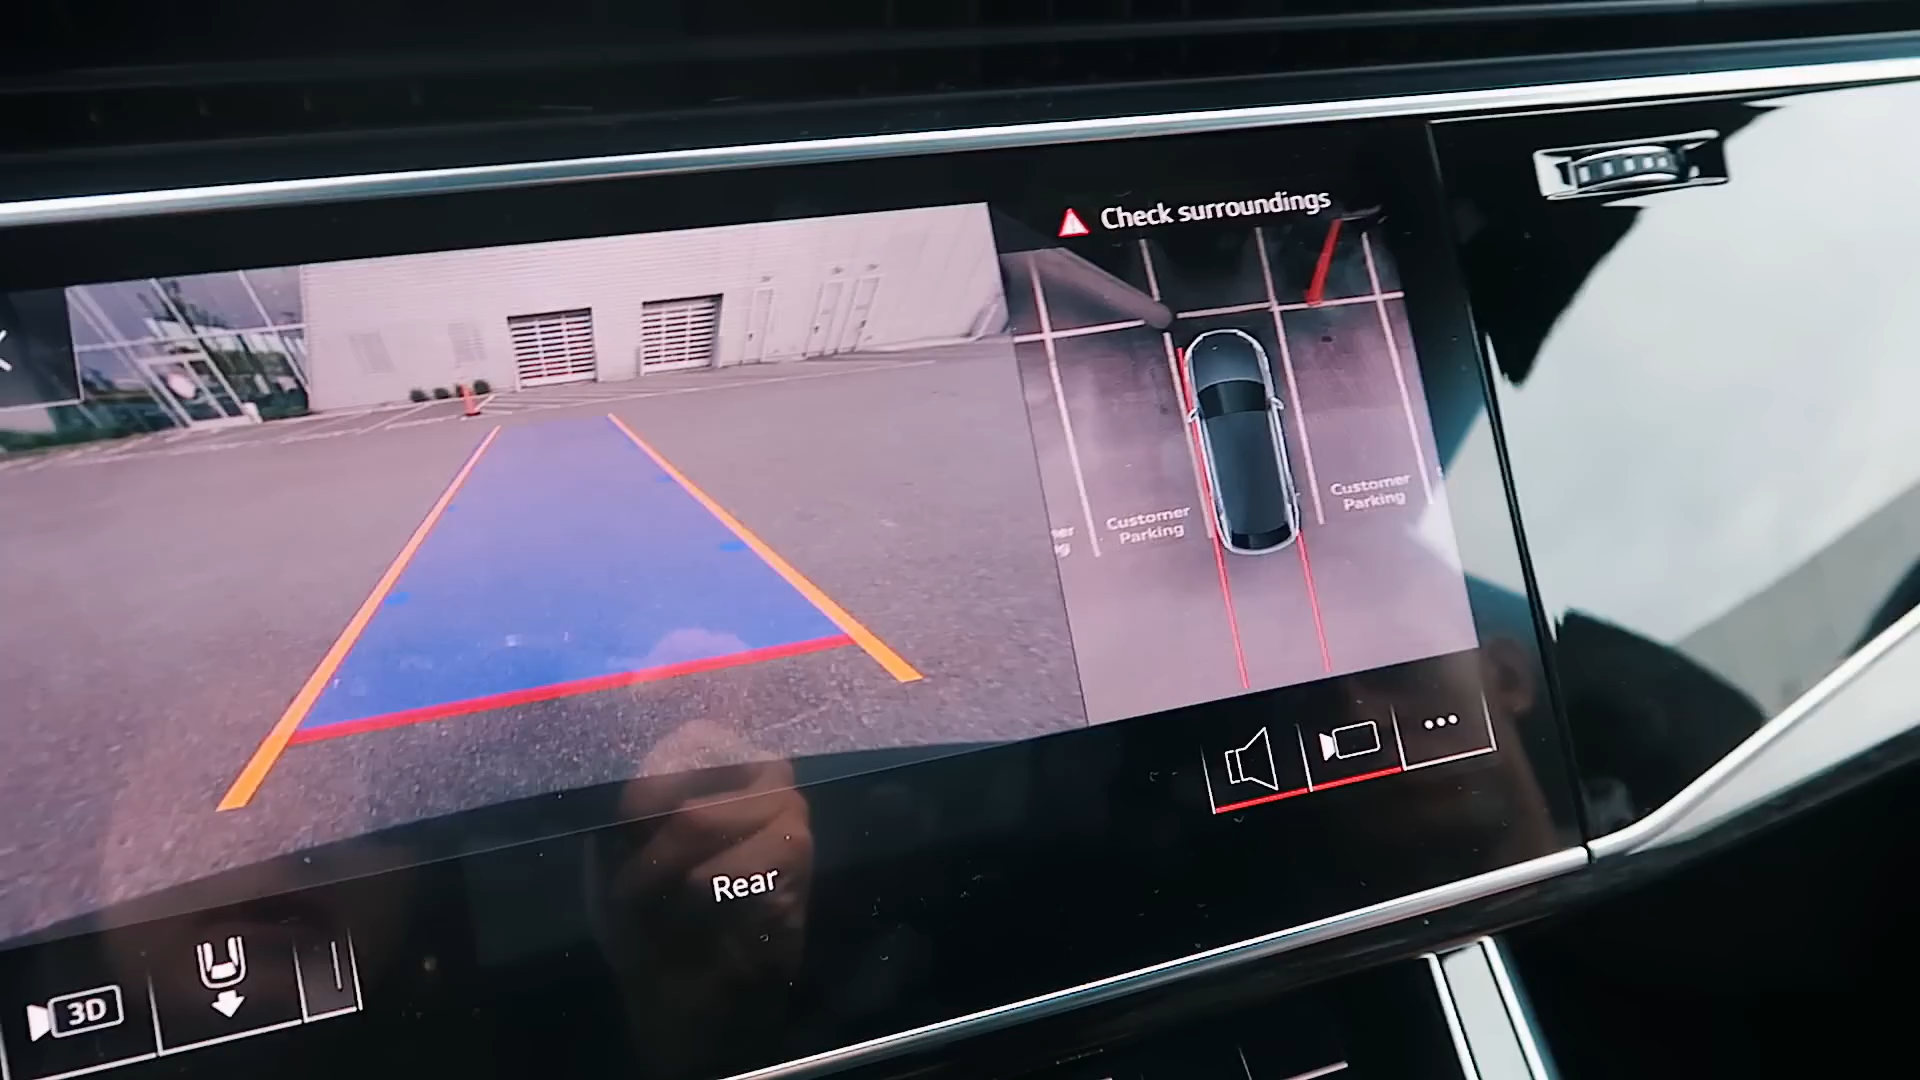 Check surroundings
Customer
Parking
Customer
Parking
Rear
3D